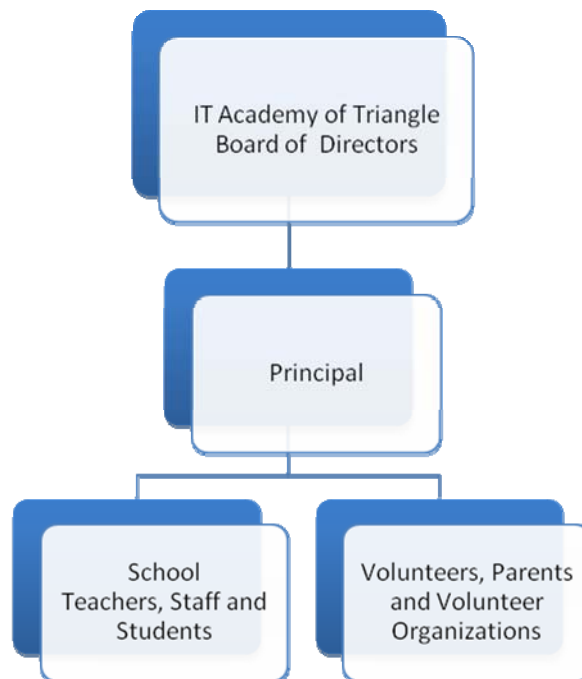 IT Academy of Triangle
Board of Directors
Principal
School
Teachers, Staff and
Students
Volunteers, Parents
and Volunteer
Organizations